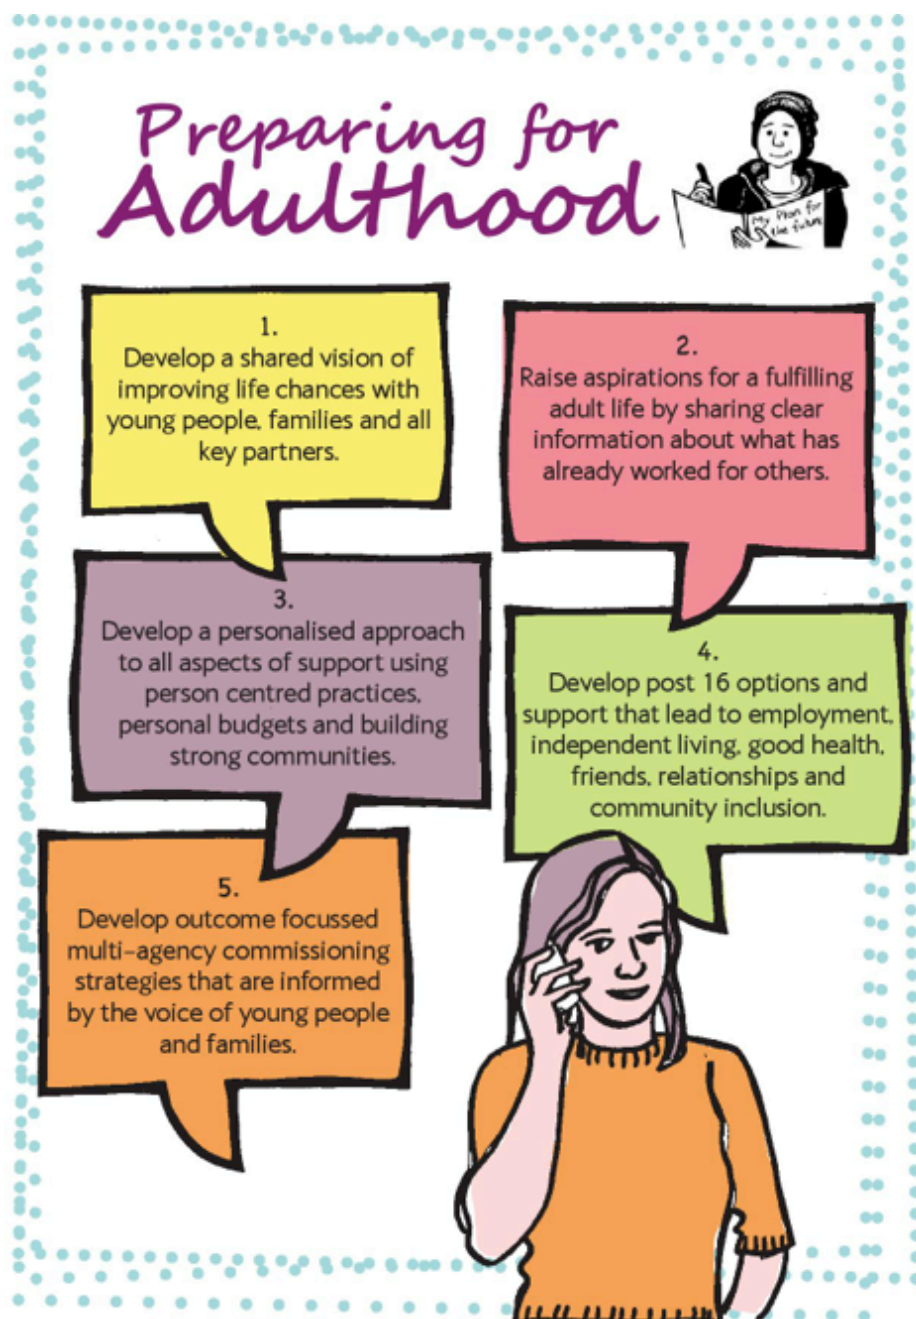 Preparing for
Adulthood
My Plan for
the future
1.
Develop a shared vision of
improving life chances with
young people, families and all
key partners.
2.
Raise aspirations for a fulfilling
adult life by sharing clear
information about what has
already worked for others.
3.
Develop a personalised approach
to all aspects of support using
person centred practices,
personal budgets and building
strong communities.
4.
Develop post 16 options and
support that lead to employment,
independent living, good health,
friends, relationships and
community inclusion.
5.
Develop outcome focussed
multi-agency commissioning
strategies that are informed
by the voice of young people
and families.